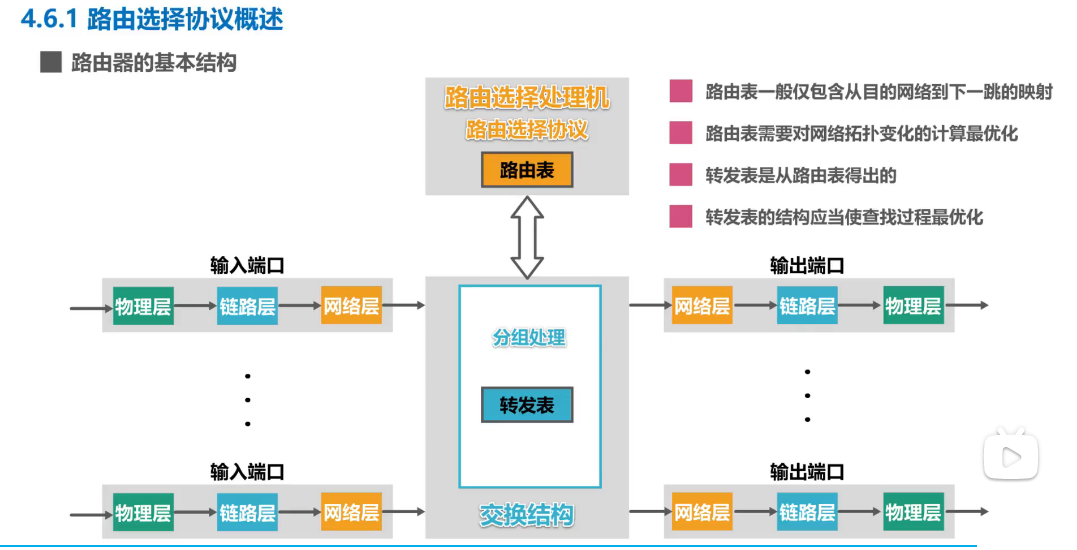 4.6.1 路由选择协议概述
路由器的基本结构
路由选择处理机
路由选择协议
路由表
路由表一般仅包含从目的网络到下一跳的映射
路由表需要对网络拓扑变化的计算最优化
转发表是从路由表得出的
转发表的结构应当使查找过程最优化
输入端口
物理层
链路层
网络层
分组处理
转发表
交换结构
输出端口
网络层
链路层
物理层
输入端口
物理层
链路层
网络层
输出端口
网络层
链路层
物理层